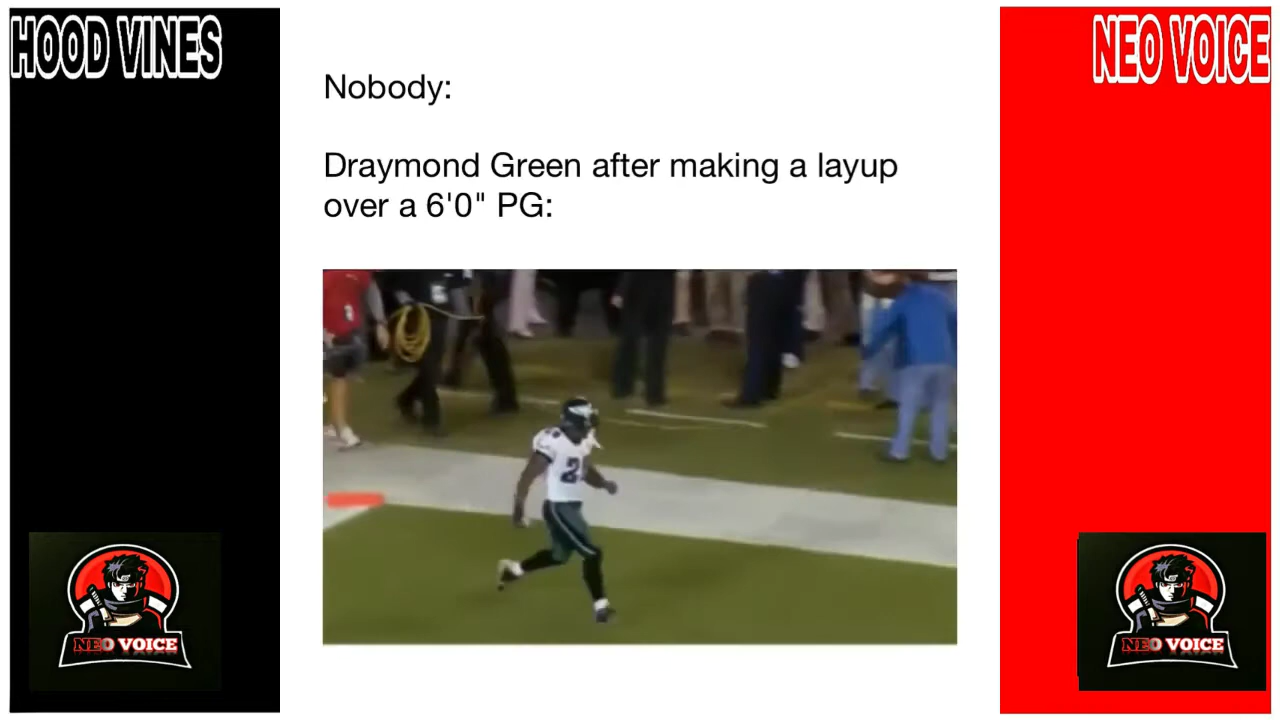 HOOD VINES
NEO VOICE
Nobody:
Draymond Green after making a layup
over a 6'0" PG:
NEO VOICE
NEO VOICE